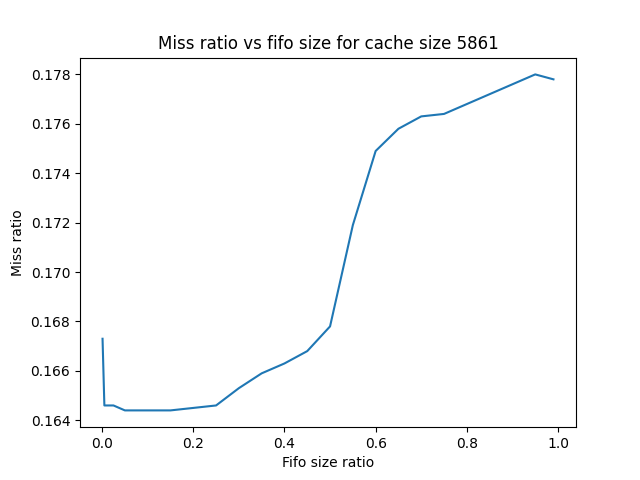 Miss ratio vs fifo size for cache size 5861
0.178
0.176
0.174
0.172
0.170
0.168
0.166
0.164
Miss ratio
0.0 0.2 0.4 0.6 0.8 1.0
Fifo size ratio